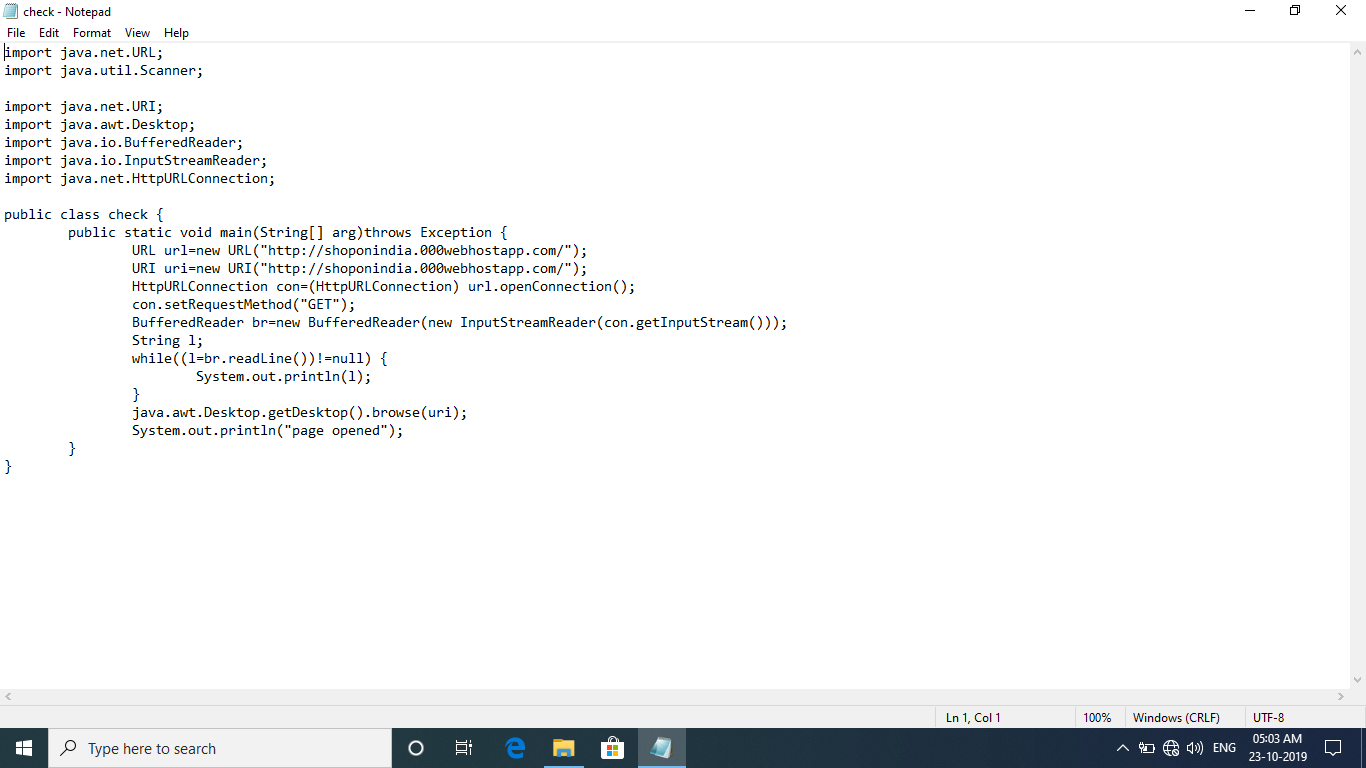 check - Notepad
File Edit Format View Help
import java.net.URL;
import java.util.Scanner;

import java.net.URI;
import java.awt.Desktop;
import java.io.BufferedReader;
import java.io.InputStreamReader;
import java.net.HttpURLConnection;

public class check {
        public static void main(String[] arg)throws Exception {
                URL url=new URL("http://shoponindia.000webhostapp.com/");
                URI uri=new URI("http://shoponindia.000webhostapp.com/");
                HttpURLConnection con=(HttpURLConnection) url.openConnection();
                con.setRequestMethod("GET");
                BufferedReader br=new BufferedReader(new InputStreamReader(con.getInputStream()));
                String l;
                while((l=br.readLine())!=null) {
                        System.out.println(l);
                }
                java.awt.Desktop.getDesktop().browse(uri);
                System.out.println("page opened");
        }
}
Ln 1, Col 1 100% Windows (CRLF) UTF-8
Type here to search
ENG
05:03 AM
23-10-2019